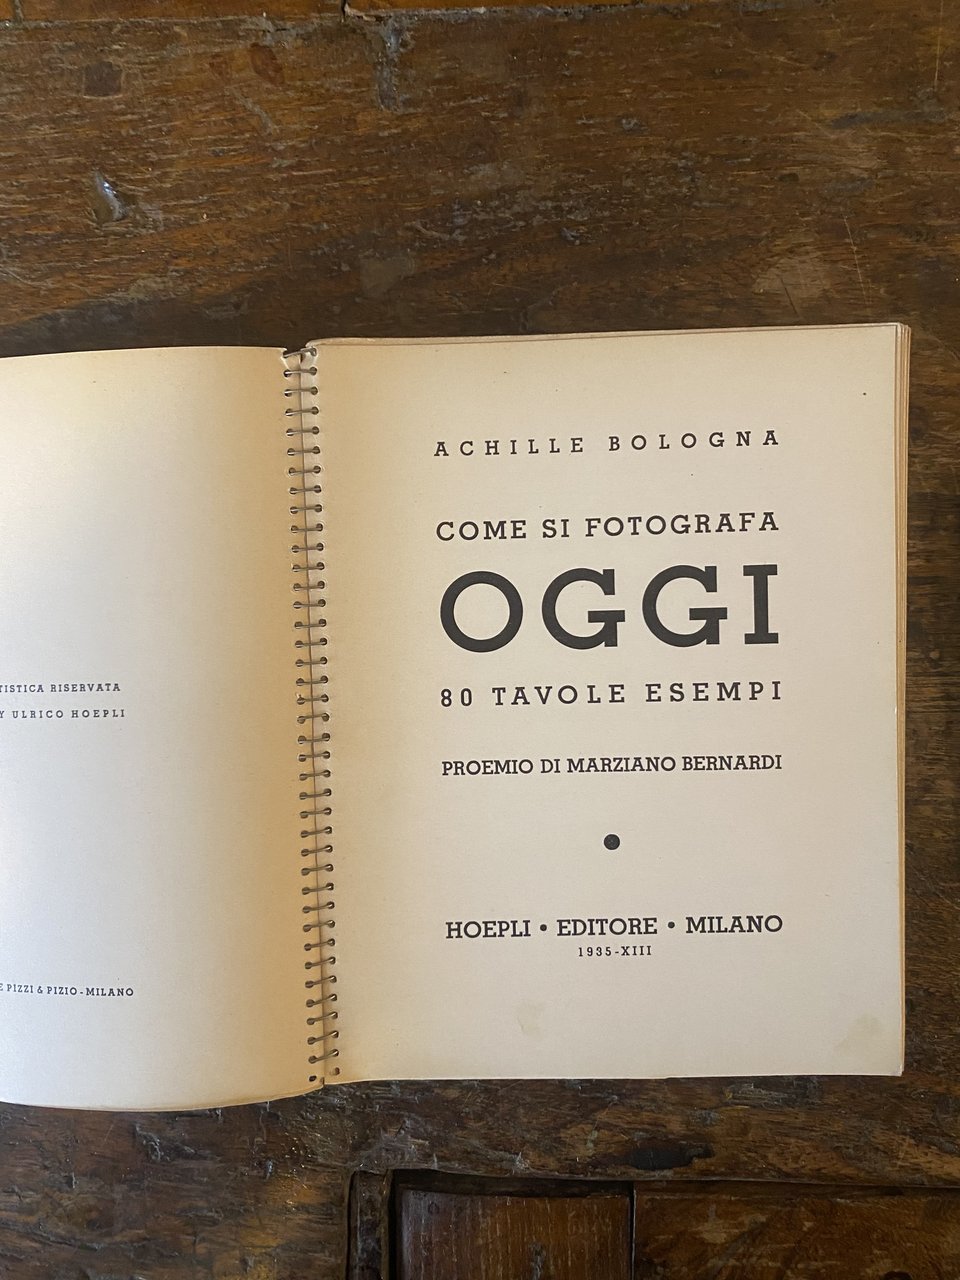 RISERVATA
ULRICO HOEPLI
PIZZI & PIZIO-MILANO
ACHILLE BOLOGNA
COME SI FOTOGRAFA
OGGI
80 TAVOLE ESEMPI
PROEMIO DI MARZIANO BERNARDI
HOEPLI • EDITORE • MILANO
1935-XIII